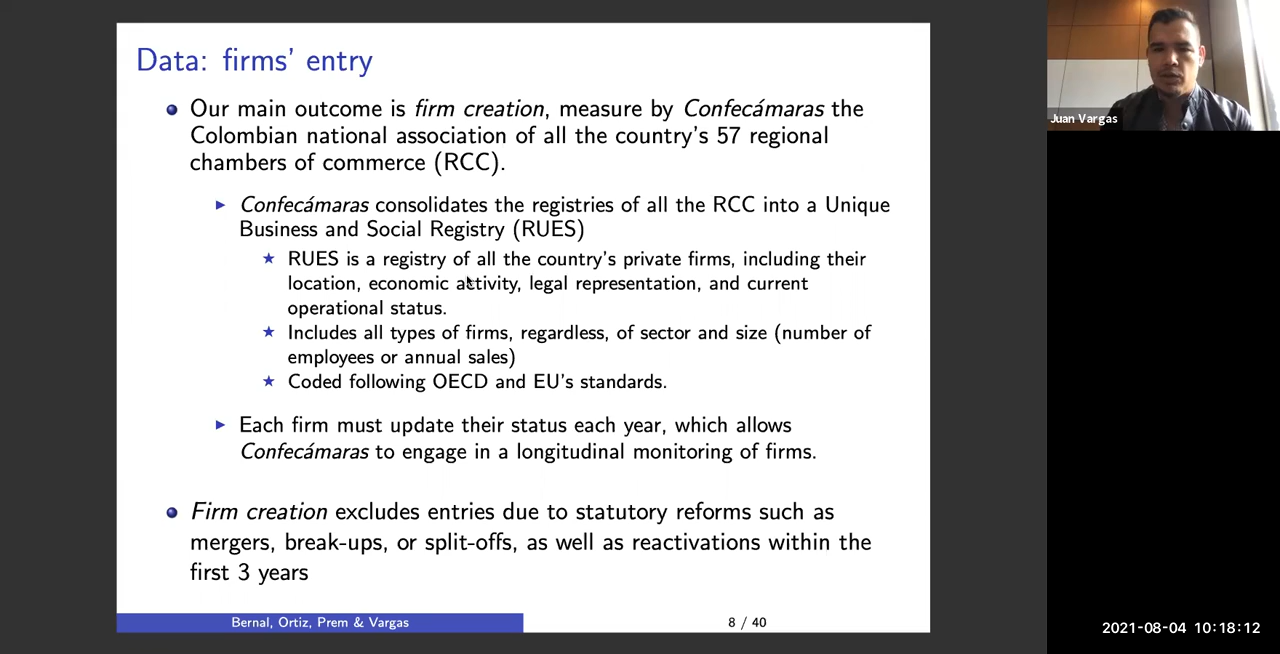 Data: firms' entry
Our main outcome is firm creation, measure by Confecámaras the
Colombian national association of all the country's 57 regional
chambers of commerce (RCC).
Confecámaras consolidates the registries of all the RCC into a Unique
Business and Social Registry (RUES)
RUES is a registry of all the country's private firms, including their
location, economic activity, legal representation, and current
operational status.
Includes all types of firms, regardless, of sector and size (number of
employees or annual sales)
Coded following OECD and EU's standards.
Each firm must update their status each year, which allows
Confecámaras to engage in a longitudinal monitoring of firms.
Firm creation excludes entries due to statutory reforms such as
mergers, break-ups, or split-offs, as well as reactivations within the
first 3 years
Bernal, Ortiz, Prem & Vargas
8 / 40
Juan Vargas
2021-08-04 10:18:12